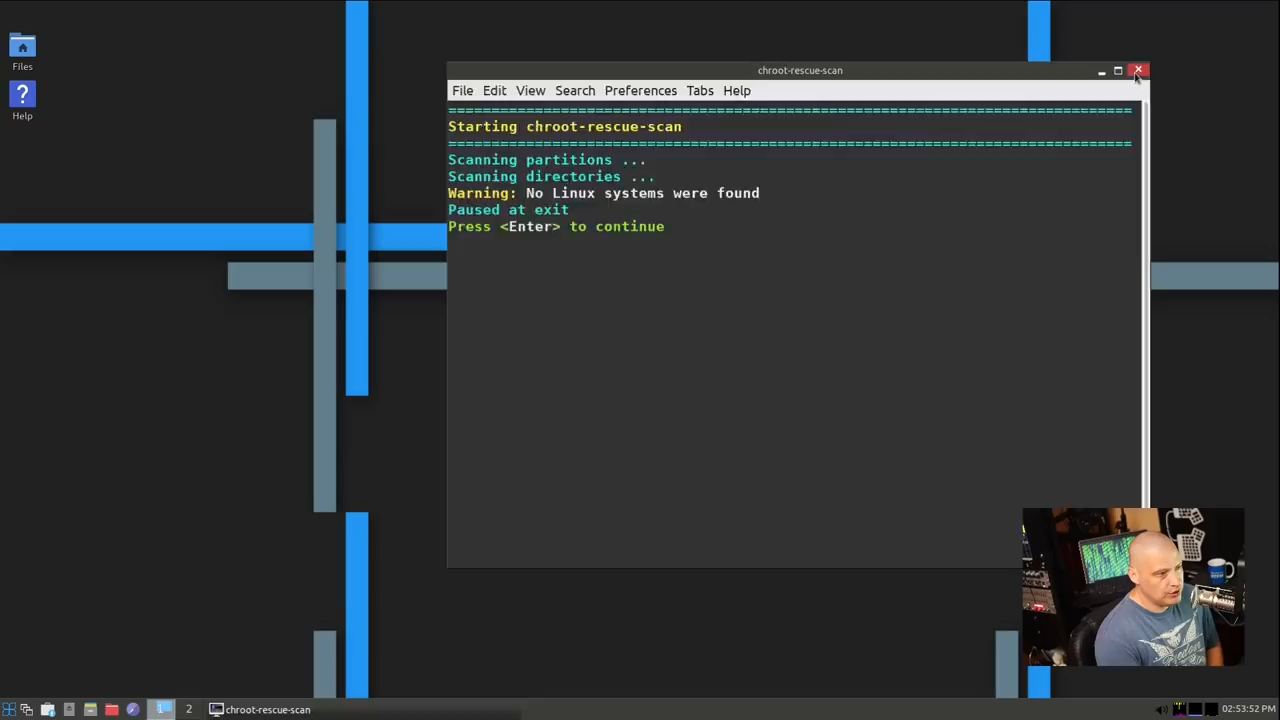 Files
Help
chroot-rescue-scan
File Edit View Search Preferences Tabs Help
===============================================================================
Starting chroot-rescue-scan
===============================================================================
Scanning partitions ...
Scanning directories ...
Warning: No Linux systems were found
Paused at exit
Press <Enter> to continue
1 2 chroot-rescue-scan 02:53:52 PM